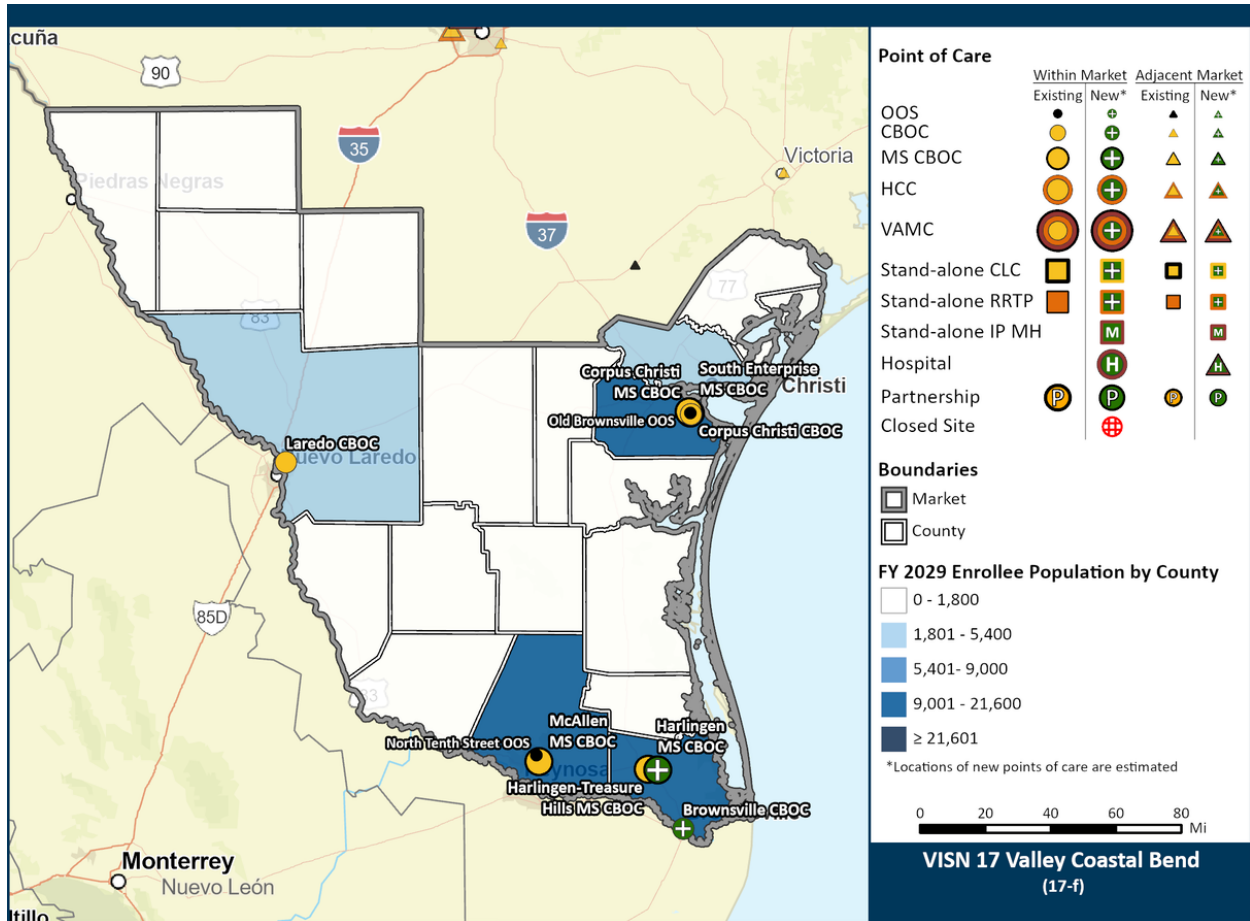 cuña
90
35
Victoria
Piedras Negras
37
77
83
Corpus Christi
MS CBOC
South Enterprise
MS CBOC
Christi
Old Brownsville OOS
Corpus Christi CBOC
Laredo CBOC
uevo Laredo
85D
83
McAllen
MS CBOC
Harlingen
MS CBOC
North Tenth Street OOS
eynosa
Harlingen-Treasure
Hills MS CBOC
Brownsville CBOC
Monterrey
Nuevo León
ltillo
Point of Care
Within Market Adjacent Market
Existing New* Existing New*
OOS
CBOC
MS CBOC
HCC
VAMC
Stand-alone CLC
Stand-alone RRTP
Stand-alone IP MH M M
Hospital H H
Partnership P P P P
Closed Site
Boundaries
Market
County
FY 2029 Enrollee Population by County
0 - 1,800
1,801 - 5,400
5,401- 9,000
9,001 - 21,600
≥ 21,601
*Locations of new points of care are estimated
0 20 40 60 80
Mi
VISN 17 Valley Coastal Bend
(17-f)